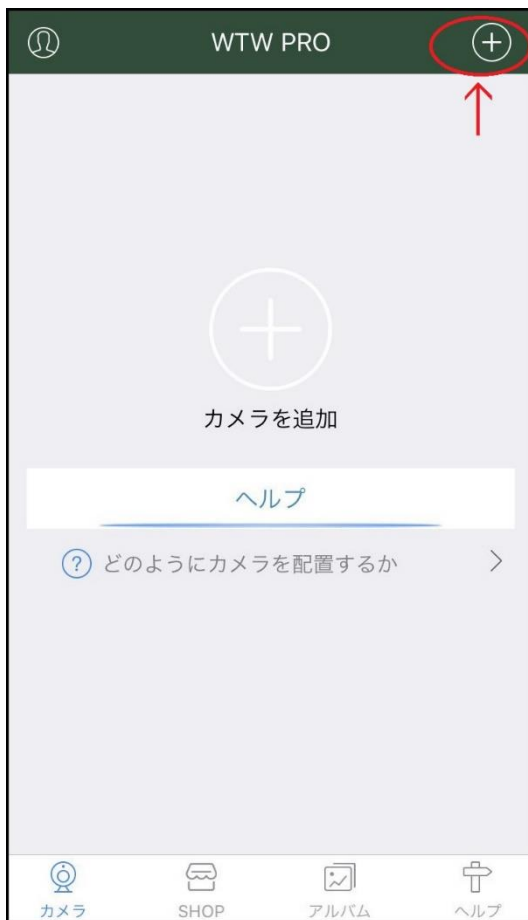 WTW PRO
カメラを追加
ヘルプ
? どのようにカメラを配置するか
カメラ
SHOP
アルバム
ヘルプ